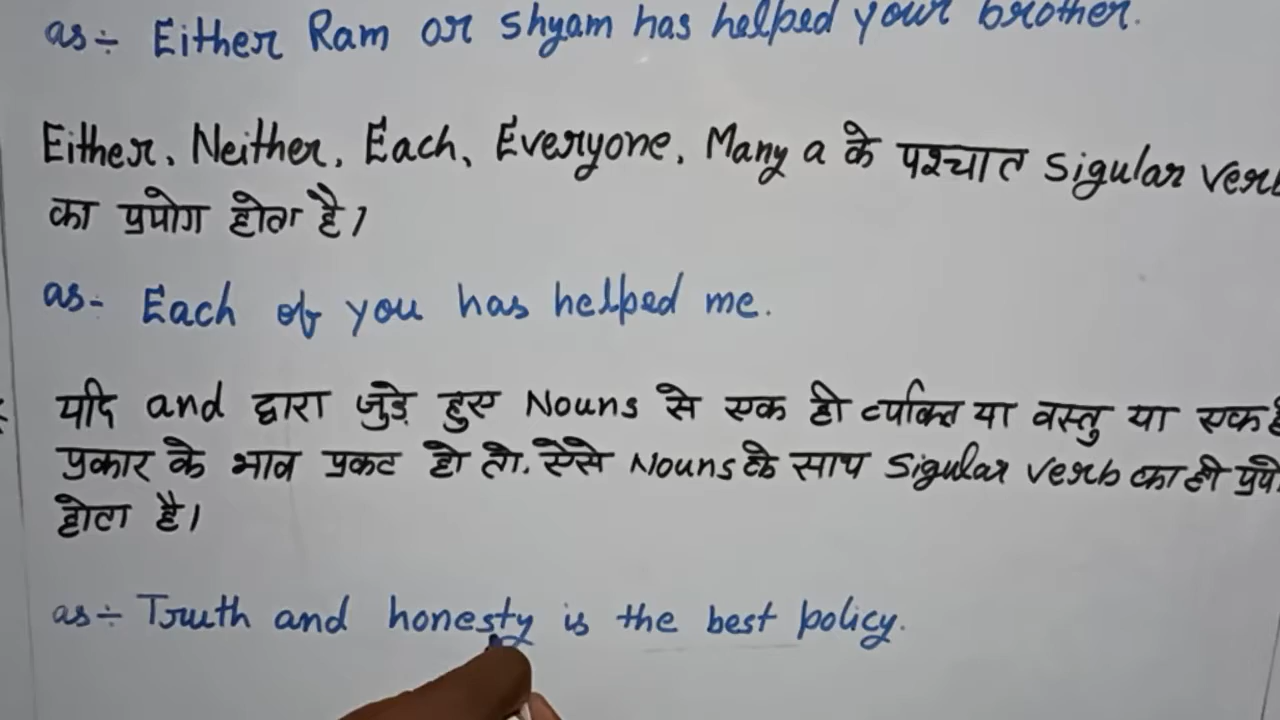 as÷ Either Ram or Shyam has helped your brother.
Either, Neither, Each, Everyone, Many a के पश्चात Sigular verb
का प्रयोग होता है।
as- Each of you has helped me.
यदि and द्वारा जुड़े हुए Nouns से एक ही व्यक्ति या वस्तु या एक ही
प्रकार के भाव प्रकट हो तो, ऐसे Nouns के साथ Sigular verb का ही प्रयो
होता है।
as÷ Truth and honesty is the best policy.